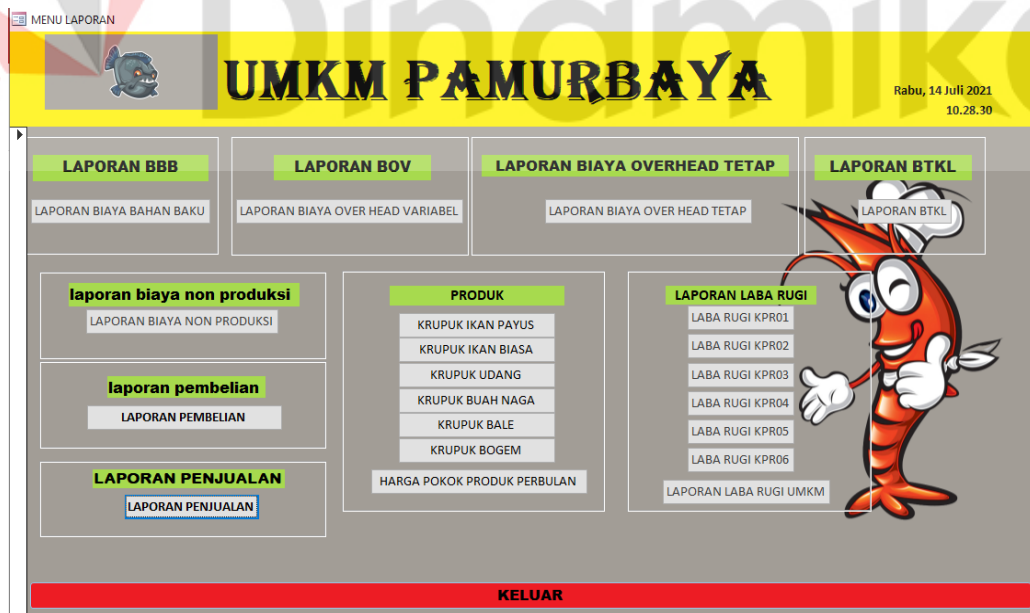 Dinamika
MENU LAPORAN
UMKM PAMURBAYA
Rabu, 14 Juli 2021
10.28.30
LAPORAN BBB
LAPORAN BOV
LAPORAN BIAYA OVERHEAD TETAP
LAPORAN BTKL
LAPORAN BIAYA BAHAN BAKU
LAPORAN BIAYA OVER HEAD VARIABEL
LAPORAN BIAYA OVER HEAD TETAP
LAPORAN BTKL
laporan biaya non produksi
LAPORAN BIAYA NON PRODUKSI
laporan pembelian
LAPORAN PEMBELIAN
LAPORAN PENJUALAN
LAPORAN PENJUALAN
PRODUK
KRUPUK IKAN PAYUS
KRUPUK IKAN BIASA
KRUPUK UDANG
KRUPUK BUAH NAGA
KRUPUK BALE
KRUPUK BOGEM
HARGA POKOK PRODUK PERBULAN
LAPORAN LABA RUGI
LABA RUGI KPR01
LABA RUGI KPR02
LABA RUGI KPR03
LABA RUGI KPR04
LABA RUGI KPR05
LABA RUGI KPR06
LAPORAN LABA RUGI UMKM
KELUAR